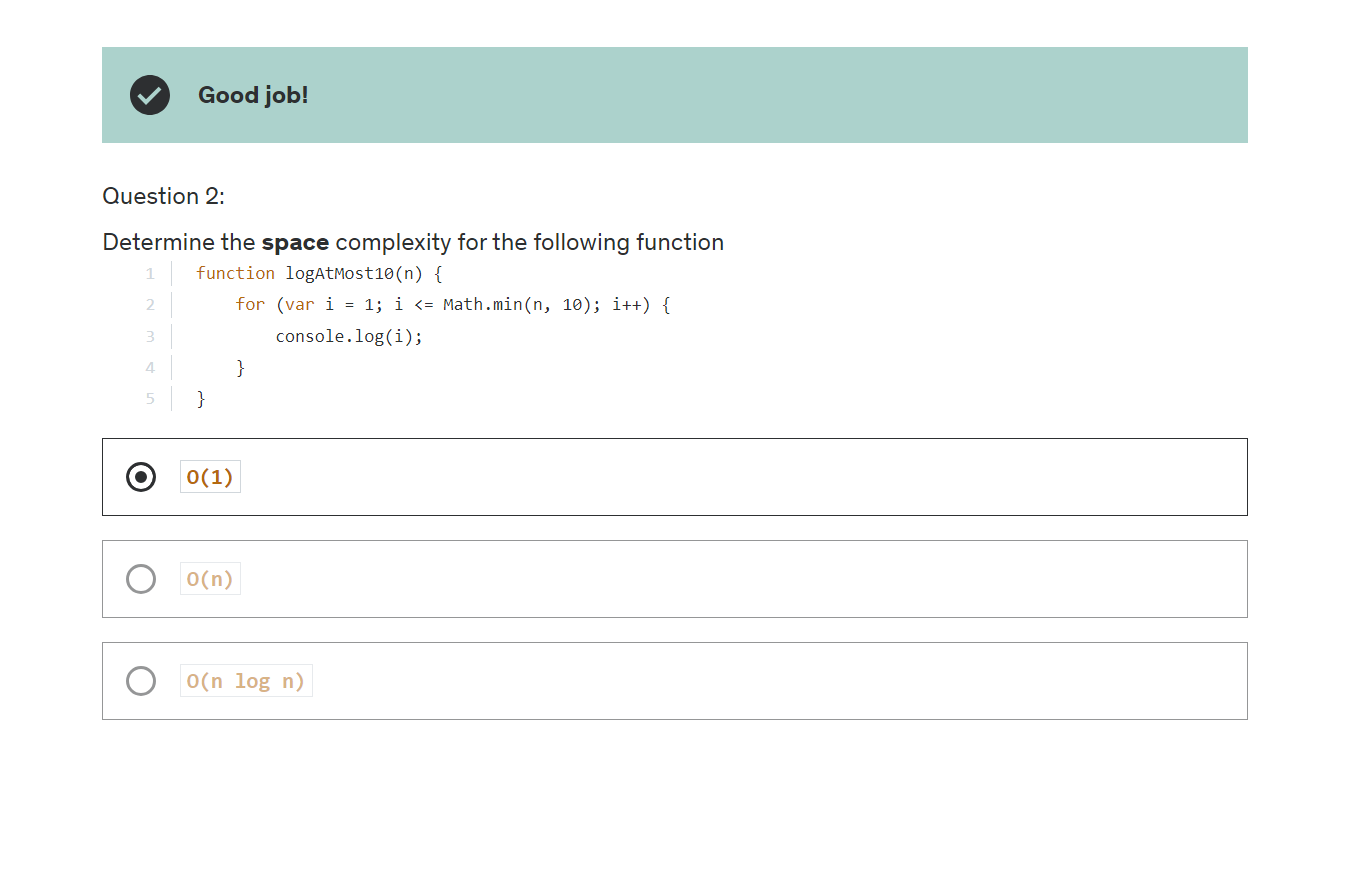 Good job!
Question 2:
Determine the space complexity for the following function
1 function logAtMost10(n) {
2 for (var i = 1; i <= Math.min(n, 10); i++) {
3 console.log(i);
4 }
5 }
O(1)
O(n)
O(n log n)